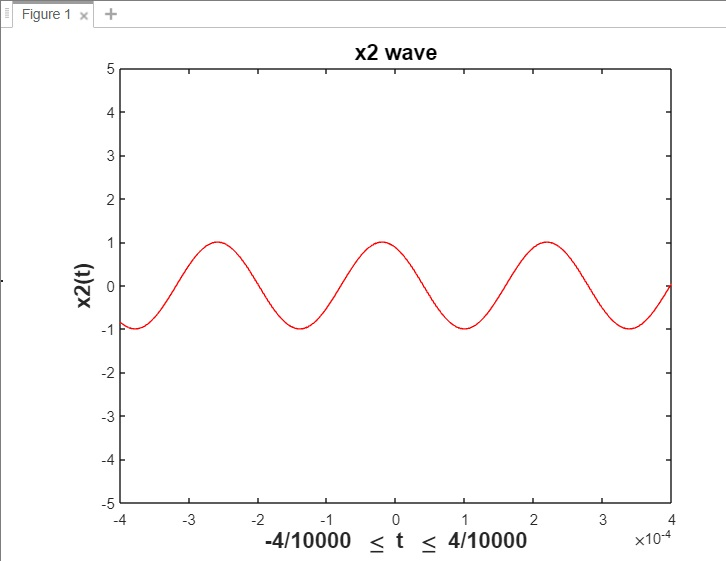 Figure 1 × +
x2 wave
5
4
3
2
1
0
-1
-2
-3
-4
-5
x2(t)
-4 -3 -2 -1 0 1 2 3 4
-4/10000 ≤ t ≤ 4/10000
×10-4